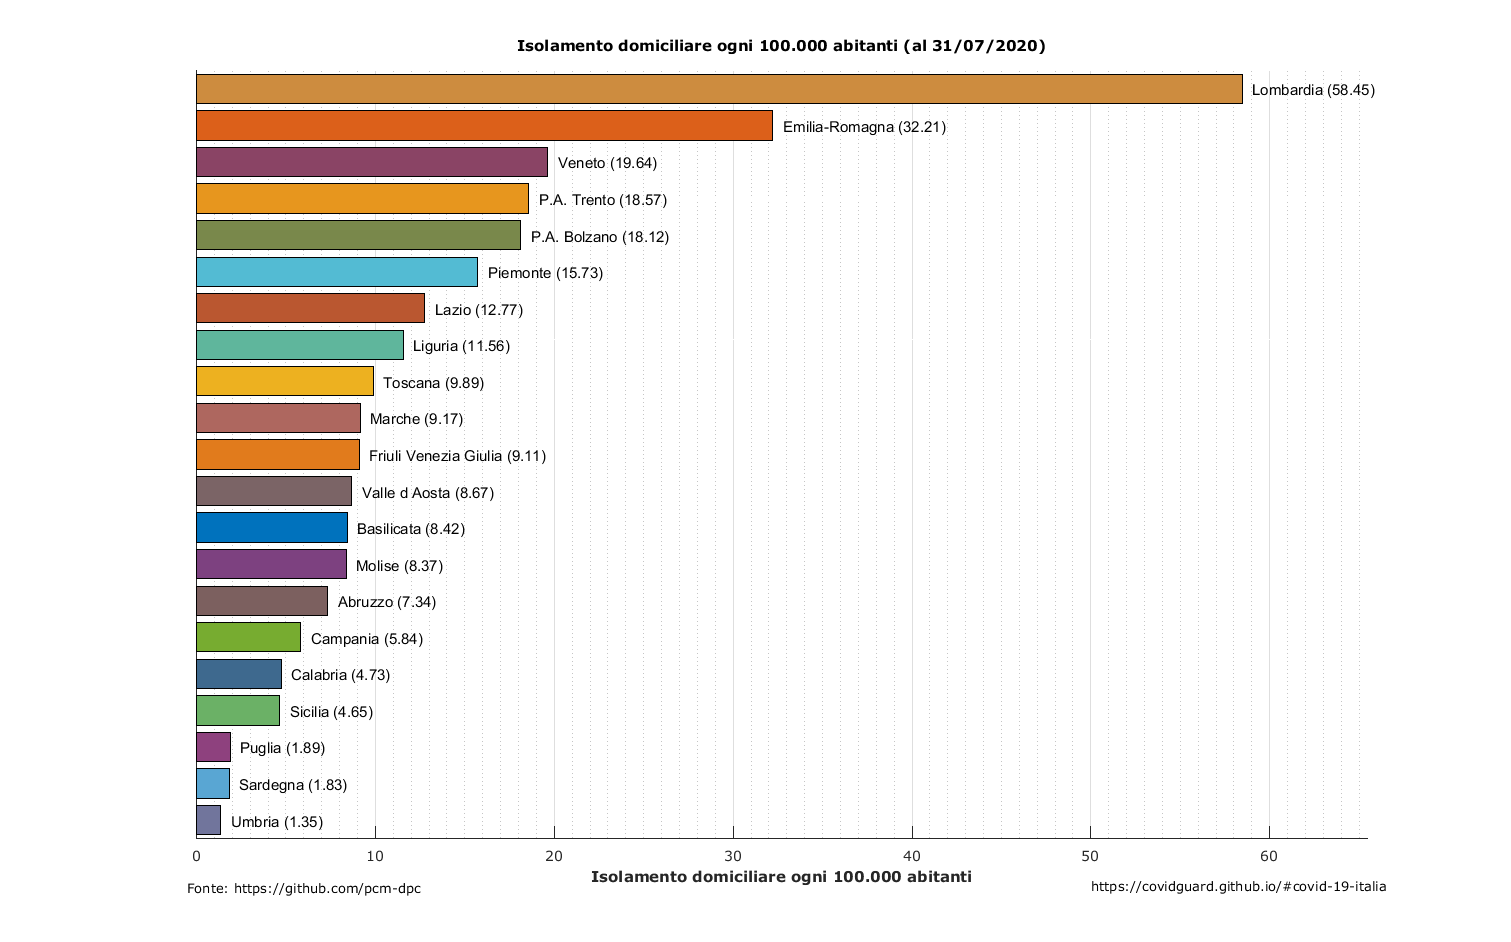 Isolamento domiciliare ogni 100.000 abitanti (al 31/07/2020)
Lombardia (58.45)
Emilia-Romagna (32.21)
Veneto (19.64)
P.A. Trento (18.57)
P.A. Bolzano (18.12)
Piemonte (15.73)
Lazio (12.77)
Liguria (11.56)
Toscana (9.89)
Marche (9.17)
Friuli Venezia Giulia (9.11)
Valle d Aosta (8.67)
Basilicata (8.42)
Molise (8.37)
Abruzzo (7.34)
Campania (5.84)
Calabria (4.73)
Sicilia (4.65)
Puglia (1.89)
Sardegna (1.83)
Umbria (1.35)
0 10 20 30 40 50 60
Isolamento domiciliare ogni 100.000 abitanti
Fonte: https://github.com/pcm-dpc
https://covidguard.github.io/#covid-19-italia